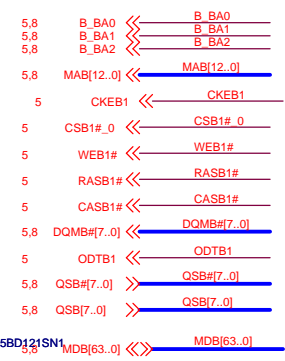 5,8 B_BA0 B_BA0
5,8 B_BA1 B_BA1
5,8 B_BA2 B_BA2
5,8 MAB[12..0] MAB[12..0]
5 CKEB1 CKEB1
5 CSB1#_0 CSB1#_0
5 WEB1# WEB1#
5 RASB1# RASB1#
5 CASB1# CASB1#
5,8 DQMB#[7..0] DQMB#[7..0]
5 ODTB1 ODTB1
5,8 QSB#[7..0] QSB#[7..0]
5,8 QSB[7..0] QSB[7..0]
5BD121SN1
5,8 MDB[63..0] MDB[63..0]